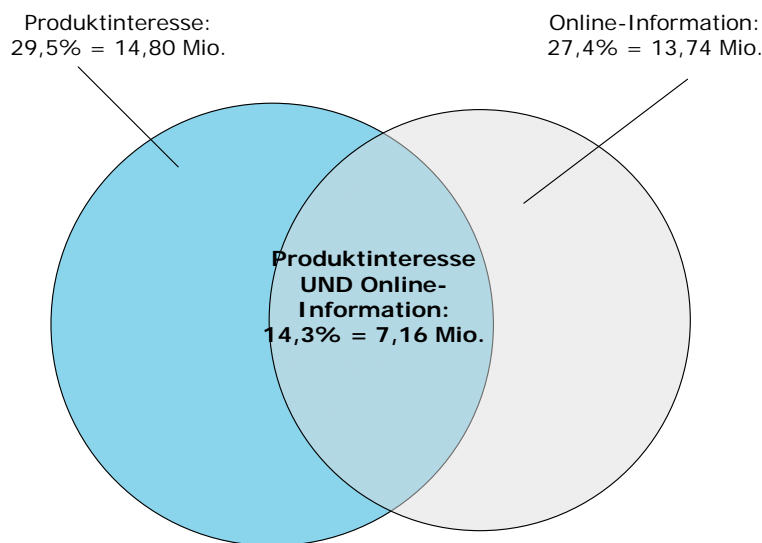 Produktinteresse:
29,5% = 14,80 Mio.
Online-Information:
27,4% = 13,74 Mio.
Produktinteresse
UND Online-
Information:
14,3% = 7,16 Mio.